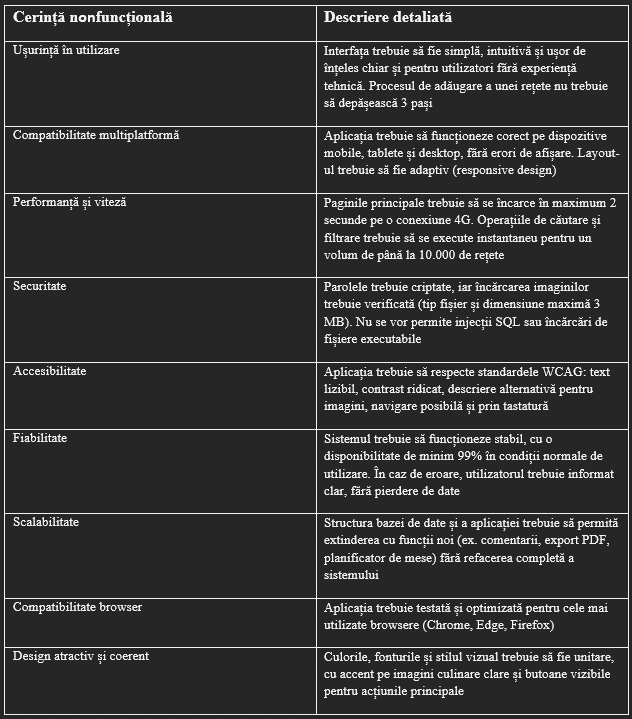 Cerință nonfuncțională
Descriere detaliată
Ușurință în utilizare
Interfața trebuie să fie simplă, intuitivă și ușor de
înțeles chiar și pentru utilizatori fără experiență
tehnică. Procesul de adăugare a unei rețete nu trebuie
să depășească 3 pași
Compatibilitate multiplatformă
Aplicația trebuie să funcționeze corect pe dispozitive
mobile, tablete și desktop, fără erori de afișare. Layout-
ul trebuie să fie adaptiv (responsive design)
Performanță și viteză
Paginile principale trebuie să se încarce în maximum 2
secunde pe o conexiune 4G. Operațiile de căutare și
filtrare trebuie să se execute instantaneu pentru un
volum de până la 10.000 de rețete
Securitate
Parolele trebuie criptate, iar încărcarea imaginilor
trebuie verificată (tip fișier și dimensiune maximă 3
MB). Nu se vor permite injecții SQL sau încărcări de
fișiere executabile
Accesibilitate
Aplicația trebuie să respecte standardele WCAG: text
lizibil, contrast ridicat, descriere alternativă pentru
imagini, navigare posibilă și prin tastatură
Fiabilitate
Sistemul trebuie să funcționeze stabil, cu o
disponibilitate de minim 99% în condiții normale de
utilizare. În caz de eroare, utilizatorul trebuie informat
clar, fără pierdere de date
Scalabilitate
Structura bazei de date și a aplicației trebuie să permită
extinderea cu funcții noi (ex. comentarii, export PDF,
planificator de mese) fără refacerea completă a
sistemului
Compatibilitate browser
Aplicația trebuie testată și optimizată pentru cele mai
utilizate browsere (Chrome, Edge, Firefox)
Design atractiv și coerent
Culorile, fonturile și stilul vizual trebuie să fie unitare,
cu accent pe imagini culinare clare și butoane vizibile
pentru acțiunile principale